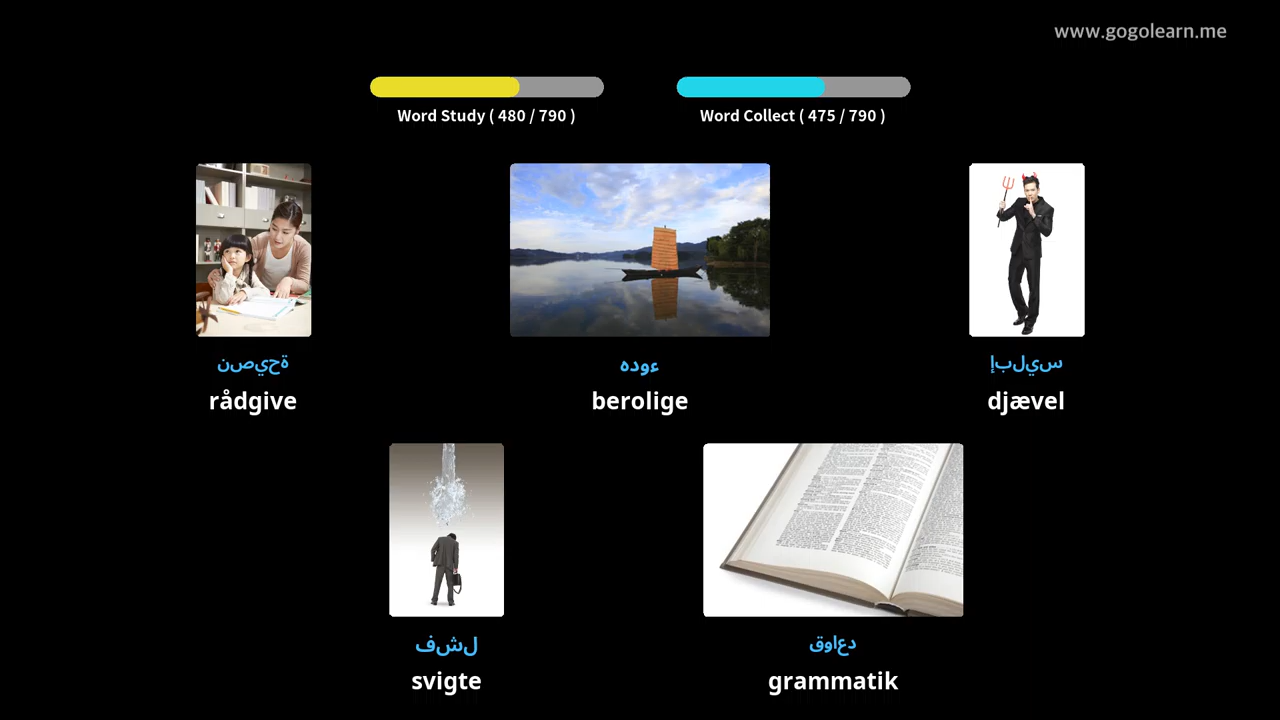 www.gogolearn.me
Word Study ( 480 / 790 )
Word Collect ( 475 / 790 )
نصيحة
هدوء
إبليس
rådgive
berolige
djævel
فشل
قواعد
svigte
grammatik